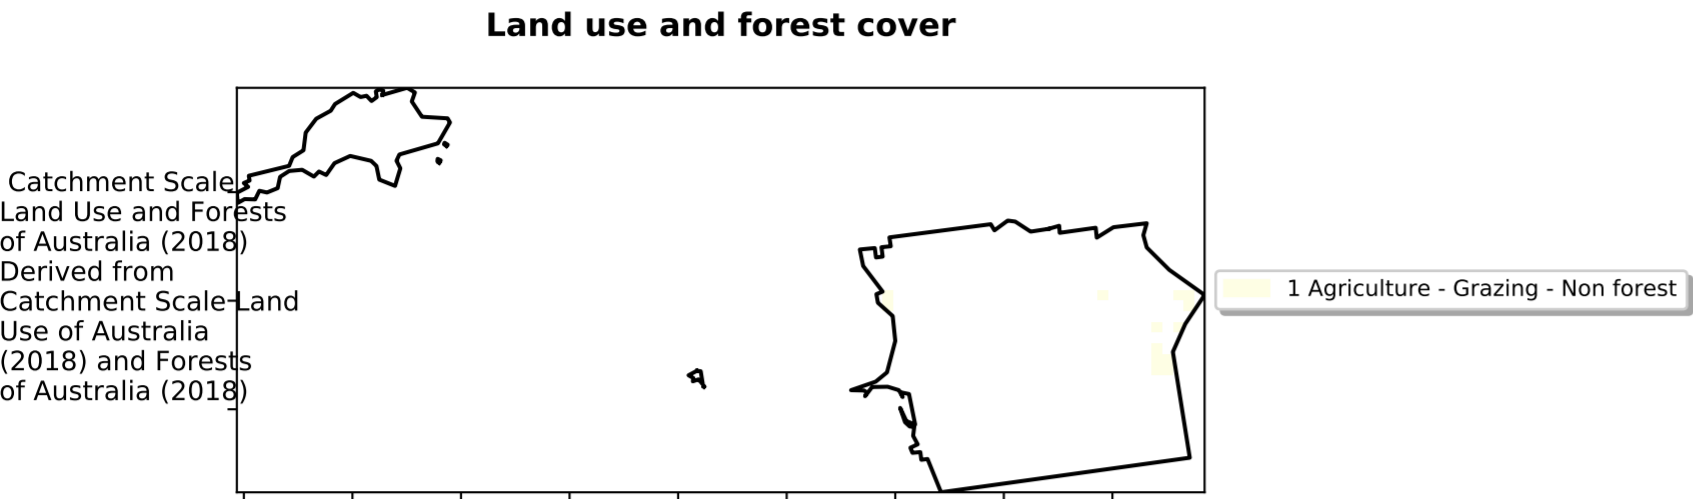 Land use and forest cover
Catchment Scale
Land Use and Forests
of Australia (2018)
Derived from
Catchment Scale Land
Use of Australia
(2018) and Forests
of Australia (2018)
1 Agriculture - Grazing - Non forest